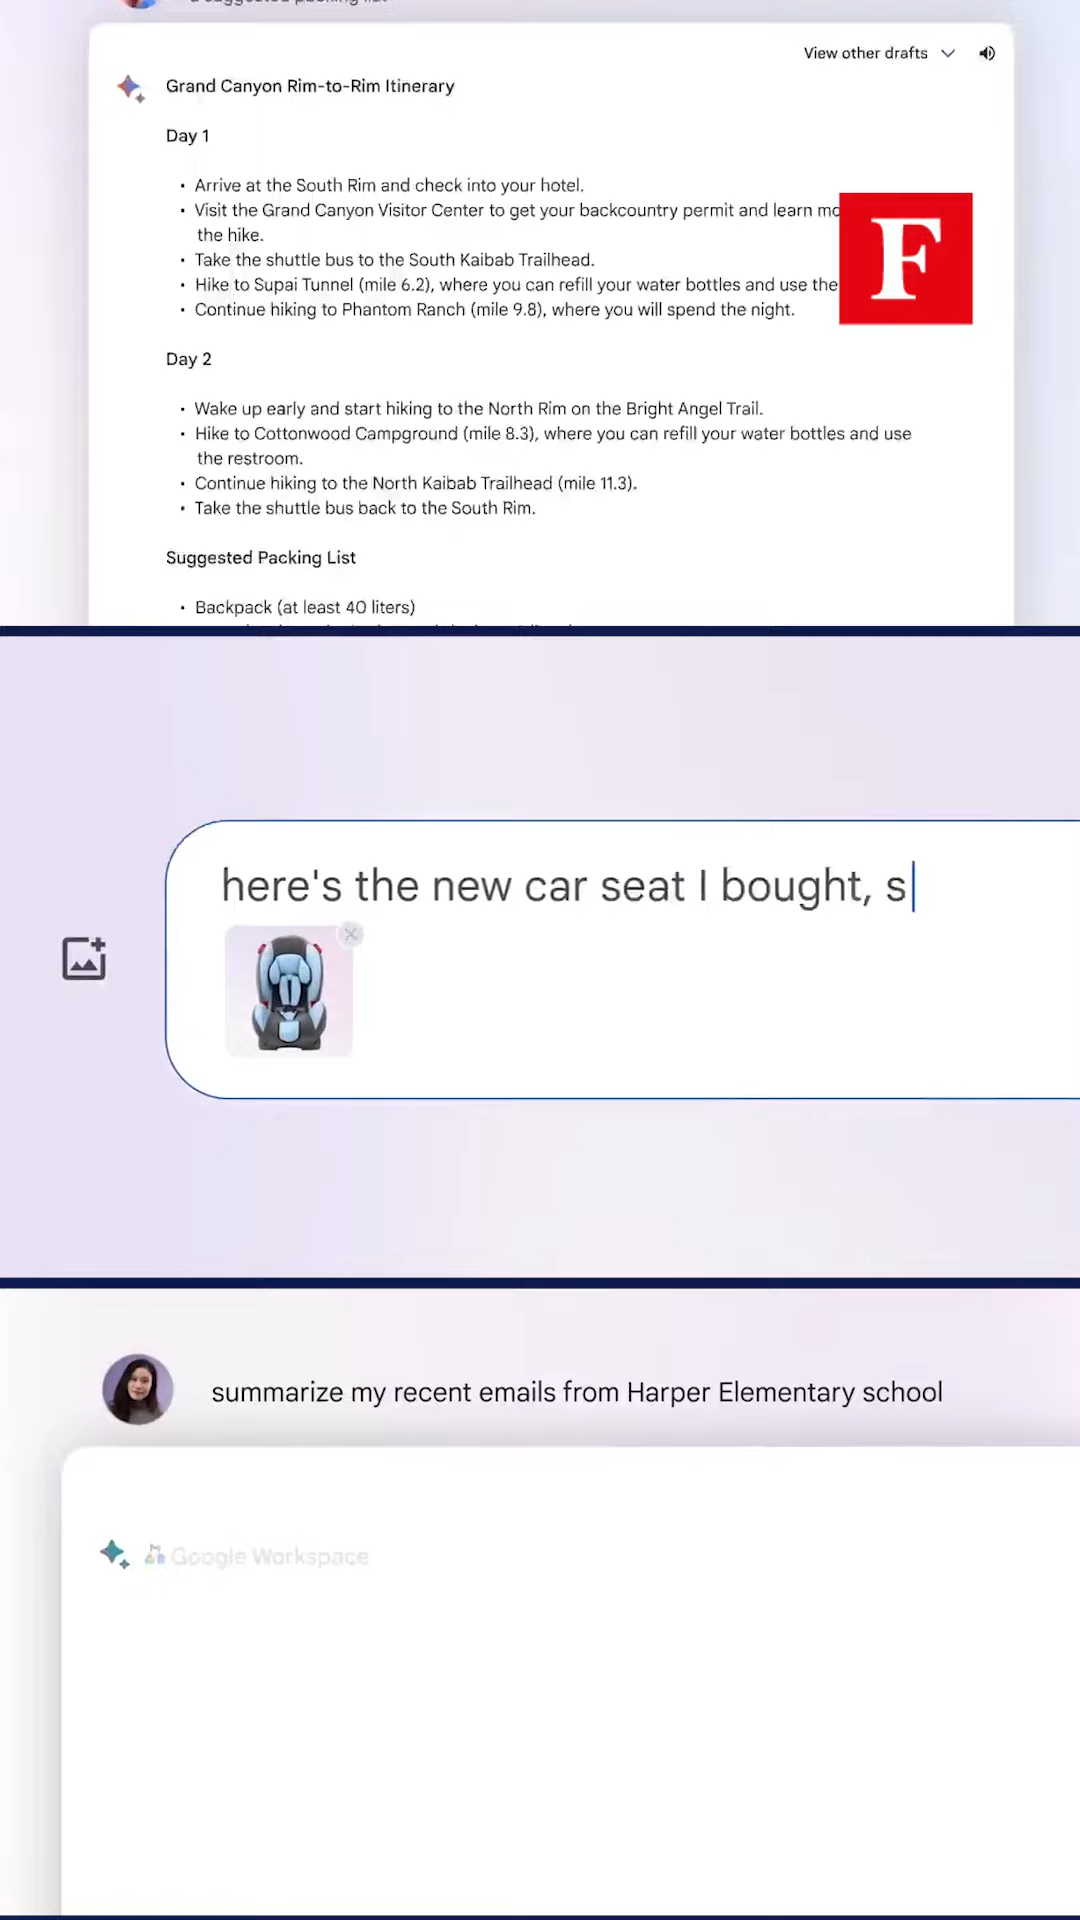 a suggested packing list
View other drafts
Grand Canyon Rim-to-Rim Itinerary
Day 1
• Arrive at the South Rim and check into your hotel.
• Visit the Grand Canyon Visitor Center to get your backcountry permit and learn mo
the hike.
F
• Take the shuttle bus to the South Kaibab Trailhead.
• Hike to Supai Tunnel (mile 6.2), where you can refill your water bottles and use the
• Continue hiking to Phantom Ranch (mile 9.8), where you will spend the night.
Day 2
• Wake up early and start hiking to the North Rim on the Bright Angel Trail.
• Hike to Cottonwood Campground (mile 8.3), where you can refill your water bottles and use
the restroom.
• Continue hiking to the North Kaibab Trailhead (mile 11.3).
• Take the shuttle bus back to the South Rim.
Suggested Packing List
• Backpack (at least 40 liters)
here's the new car seat I bought, s
summarize my recent emails from Harper Elementary school
Google Workspace